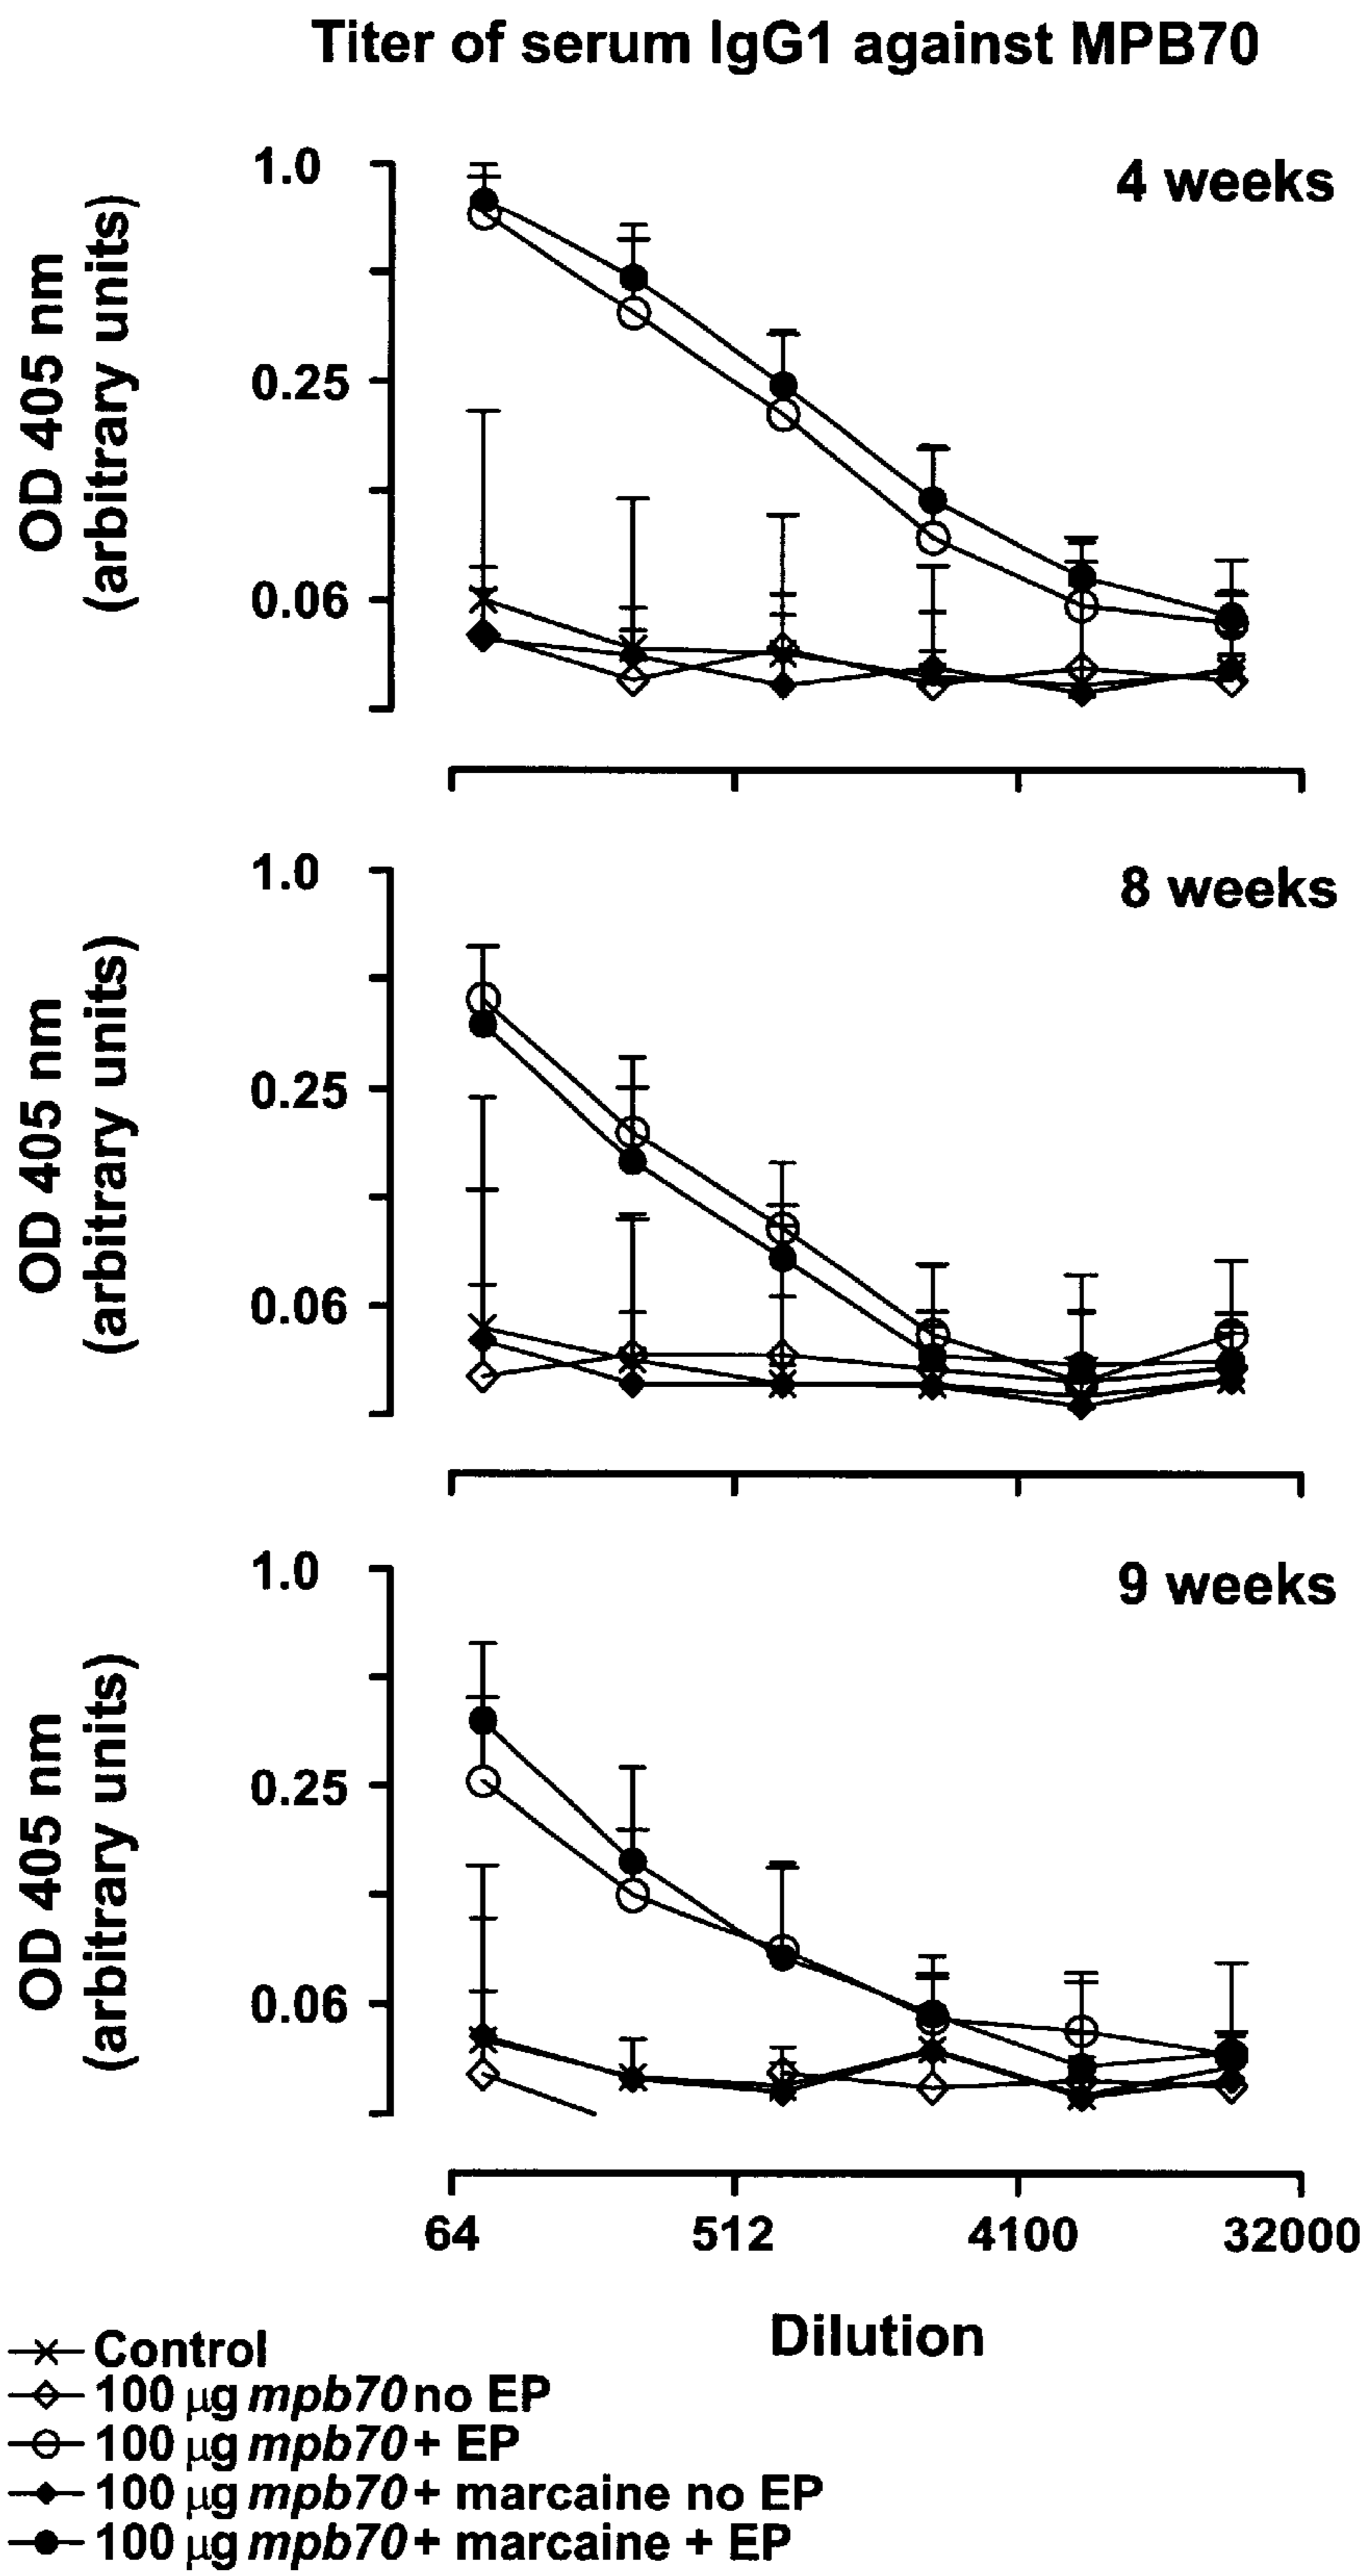 Titer of serum IgG1 against MPB70
4 weeks
OD 405 nm
(arbitrary units)
1.0
0.25
0.06
8 weeks
OD 405 nm
(arbitrary units)
1.0
0.25
0.06
9 weeks
OD 405 nm
(arbitrary units)
1.0
0.25
0.06
64 512 4100 32000
Dilution
Control
100 µg mpb70 no EP
100 µg mpb70 + EP
100 µg mpb70 + marcaine no EP
100 µg mpb70 + marcaine + EP